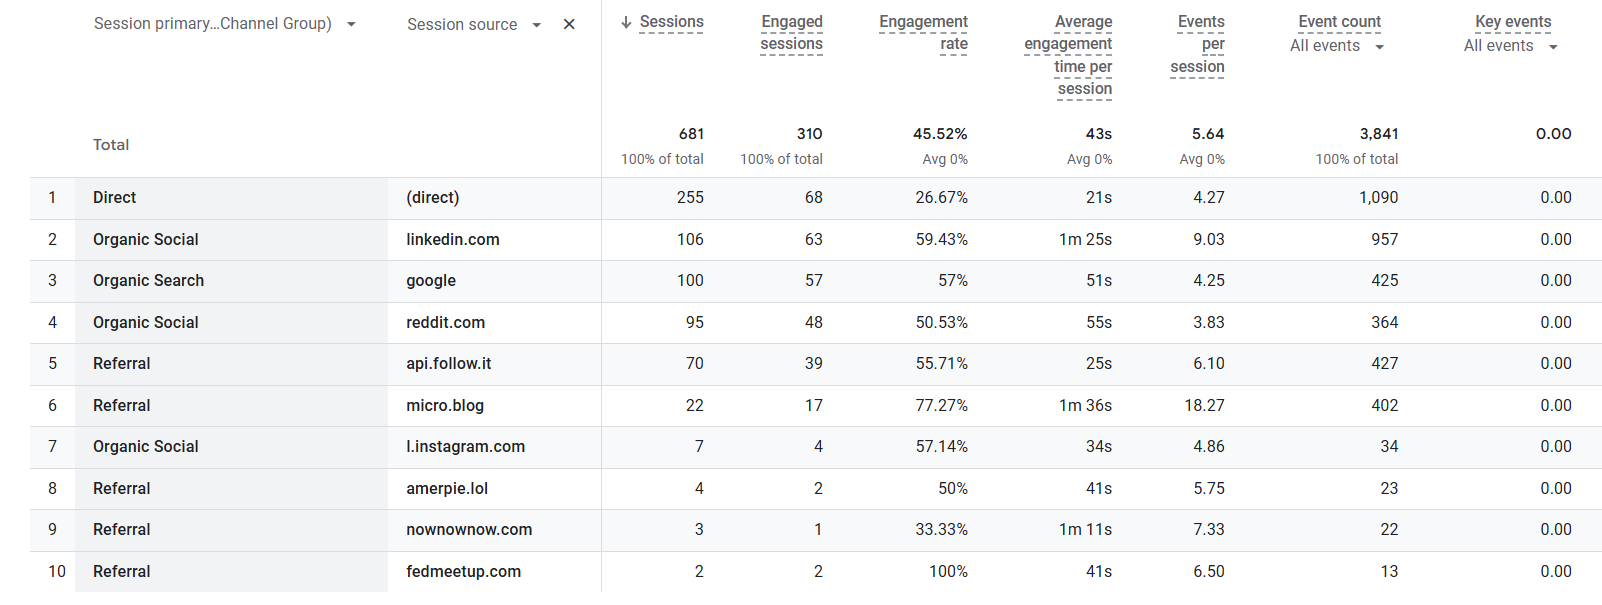 Session primary...Channel Group) Session source ✕ ↓ Sessions Engaged sessions Engagement rate Average engagement time per session Events per session Event count All events Key events All events
Total 681 310 45.52% 43s 5.64 3,841 0.00
100% of total 100% of total Avg 0% Avg 0% Avg 0% 100% of total
1 Direct (direct) 255 68 26.67% 21s 4.27 1,090 0.00
2 Organic Social linkedin.com 106 63 59.43% 1m 25s 9.03 957 0.00
3 Organic Search google 100 57 57% 51s 4.25 425 0.00
4 Organic Social reddit.com 95 48 50.53% 55s 3.83 364 0.00
5 Referral api.follow.it 70 39 55.71% 25s 6.10 427 0.00
6 Referral micro.blog 22 17 77.27% 1m 36s 18.27 402 0.00
7 Organic Social l.instagram.com 7 4 57.14% 34s 4.86 34 0.00
8 Referral amerpie.lol 4 2 50% 41s 5.75 23 0.00
9 Referral nownownow.com 3 1 33.33% 1m 11s 7.33 22 0.00
10 Referral fedmeetup.com 2 2 100% 41s 6.50 13 0.00